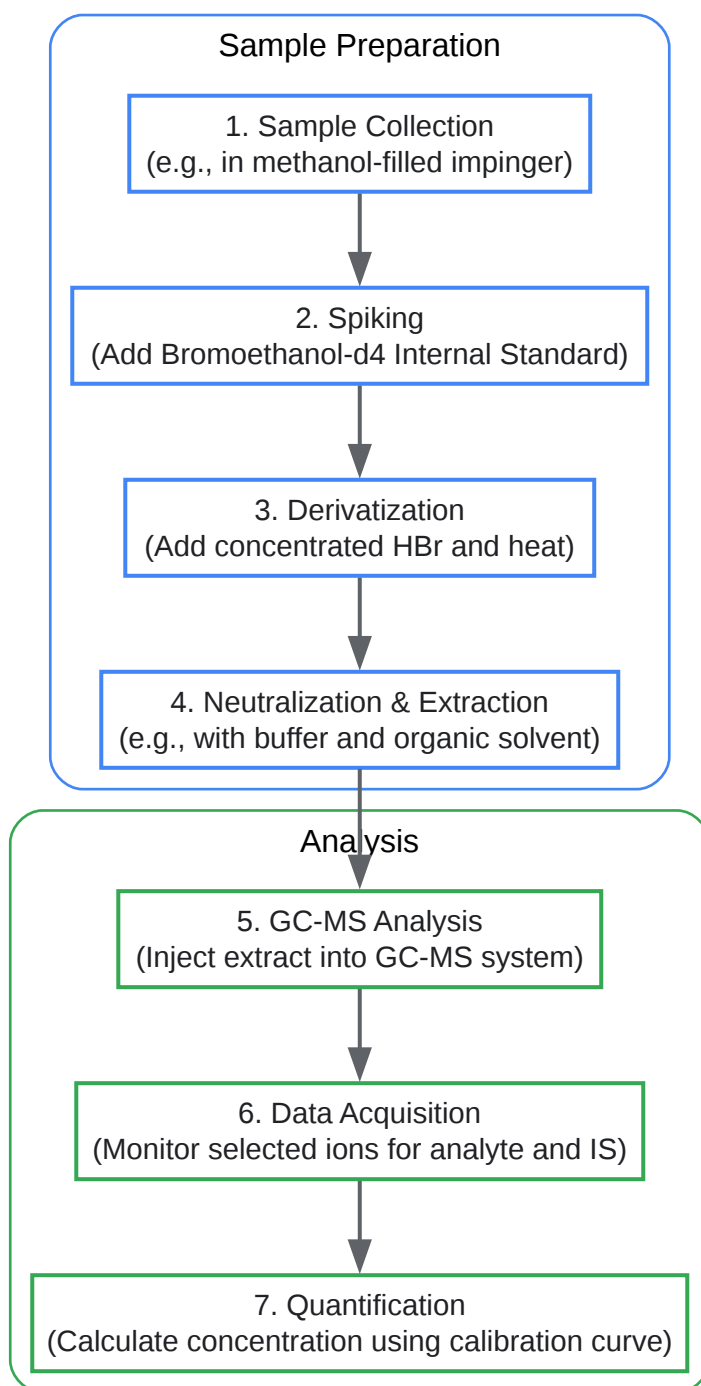 Sample Preparation
1. Sample Collection
(e.g., in methanol-filled impinger)
2. Spiking
(Add Bromoethanol-d4 Internal Standard)
3. Derivatization
(Add concentrated HBr and heat)
4. Neutralization & Extraction
(e.g., with buffer and organic solvent)
Analysis
5. GC-MS Analysis
(Inject extract into GC-MS system)
6. Data Acquisition
(Monitor selected ions for analyte and IS)
7. Quantification
(Calculate concentration using calibration curve)